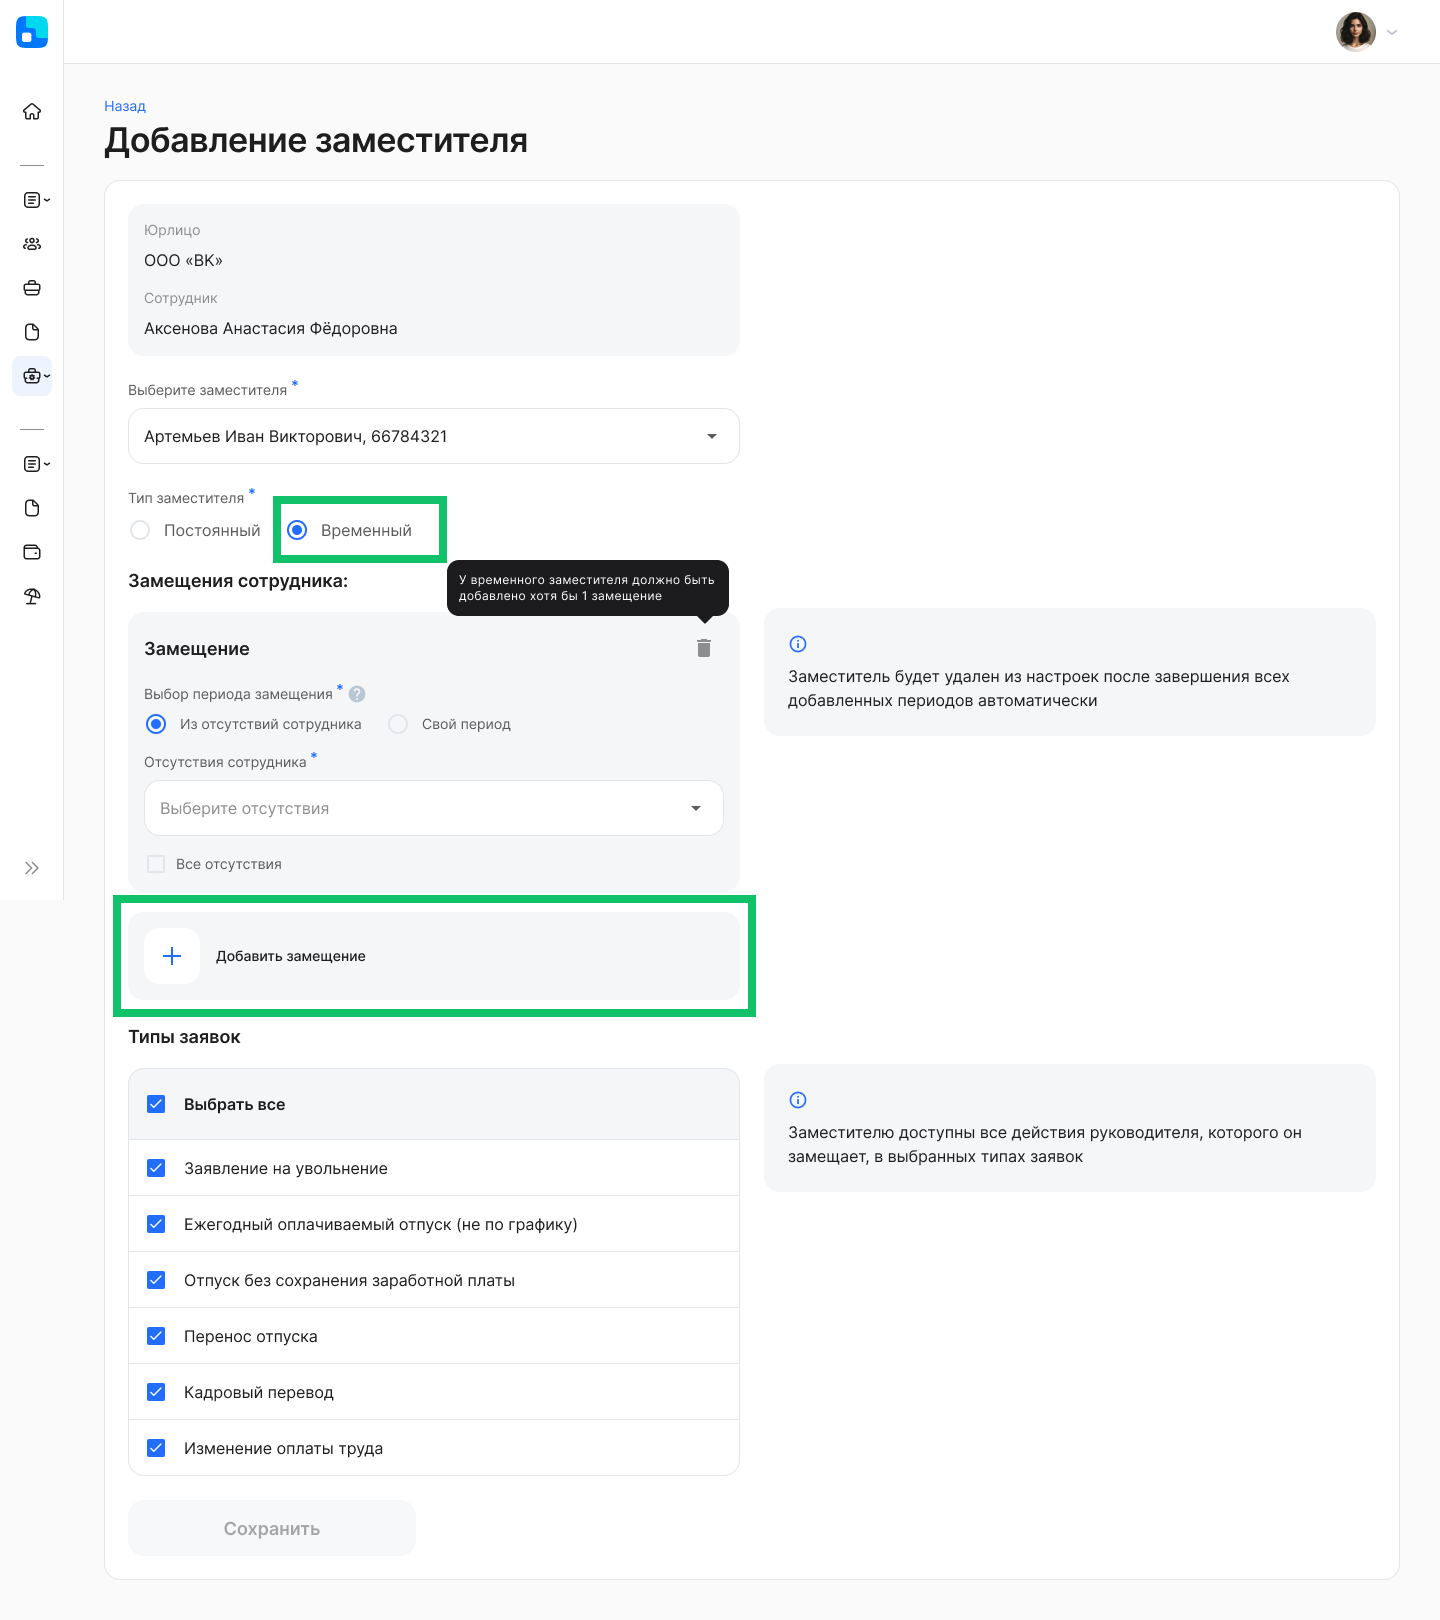 Назад
Добавление заместителя
Юрлицо
ООО «ВК»
Сотрудник
Аксенова Анастасия Фёдоровна
Выберите заместителя *
Артемьев Иван Викторович, 66784321
Тип заместителя *
Постоянный
Временный
Замещения сотрудника:
У временного заместителя должно быть
добавлено хотя бы 1 замещение
Замещение
Выбор периода замещения * ?
Из отсутствий сотрудника
Свой период
Отсутствия сотрудника *
Выберите отсутствия
Все отсутствия
Заместитель будет удален из настроек после завершения всех
добавленных периодов автоматически
Добавить замещение
Типы заявок
Выбрать все
Заявление на увольнение
Ежегодный оплачиваемый отпуск (не по графику)
Отпуск без сохранения заработной платы
Перенос отпуска
Кадровый перевод
Изменение оплаты труда
Заместителю доступны все действия руководителя, которого он
замещает, в выбранных типах заявок
Сохранить